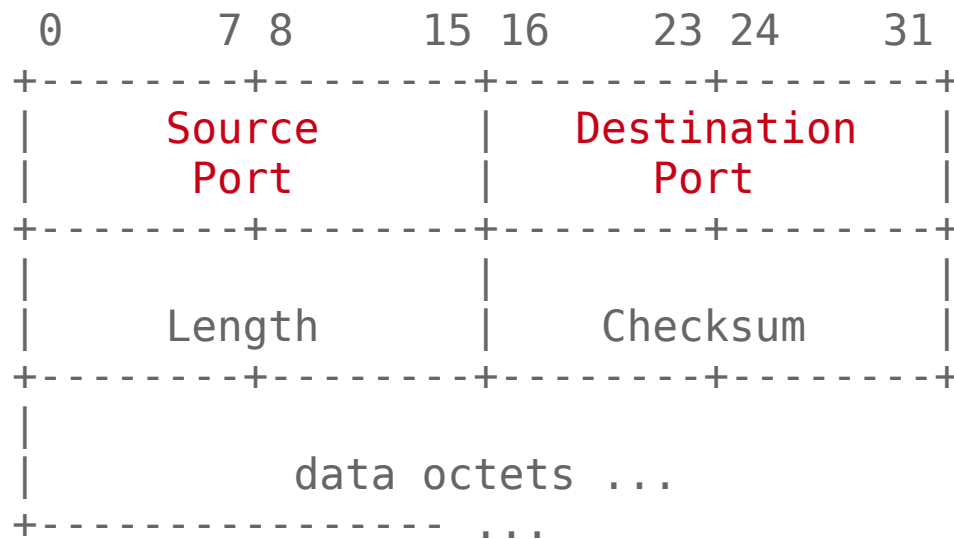 0      7 8     15 16    23 24    31
+--------+--------+--------+--------+
|     Source      |   Destination   |
|      Port       |      Port       |
+--------+--------+--------+--------+
|                 |                 |
|     Length      |    Checksum     |
+--------+--------+--------+--------+
|
|          data octets ...
+---------------- ...